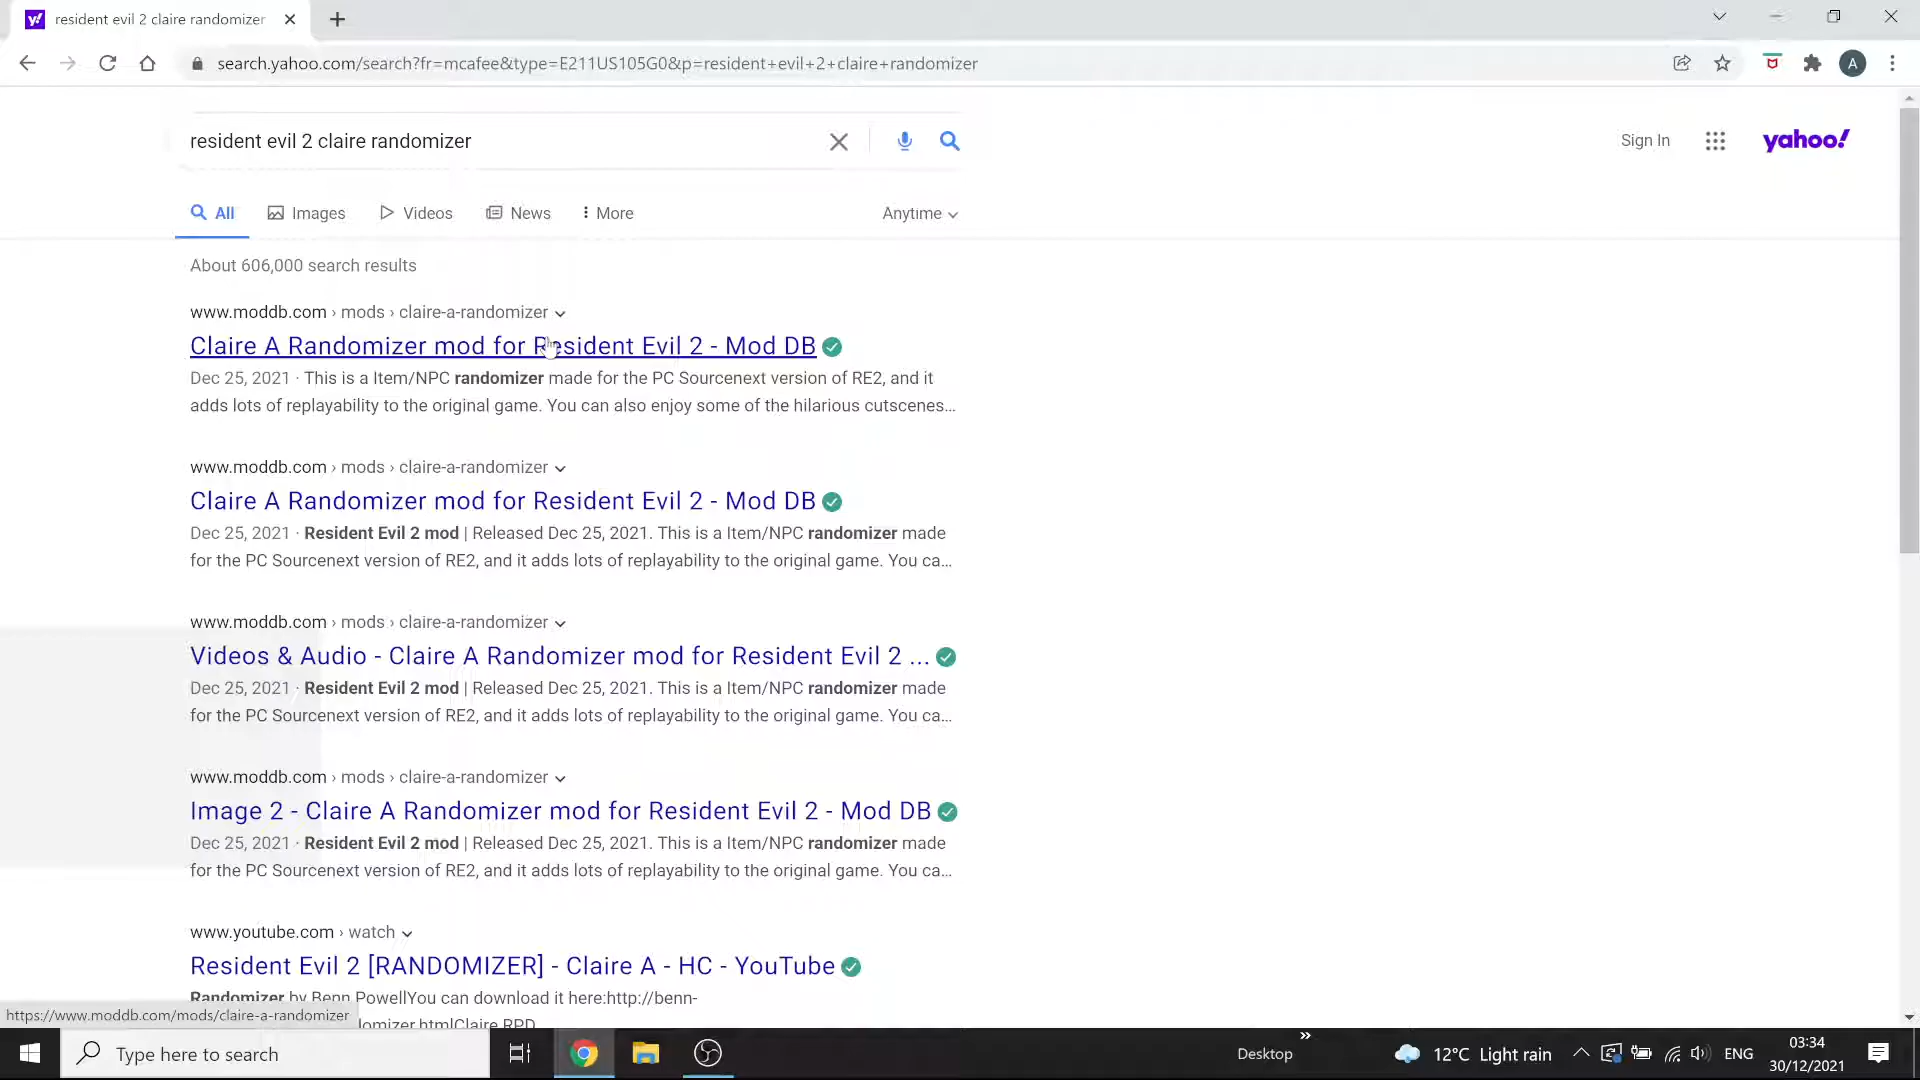 resident evil 2 claire randomizer
search.yahoo.com/search?fr=mcafee&type=E211US105G0&p=resident+evil+2+claire+randomizer
A
resident evil 2 claire randomizer
Sign In
yahoo!
All
Images
Videos
News
More
Anytime
About 606,000 search results
www.moddb.com › mods › claire-a-randomizer
Claire A Randomizer mod for Resident Evil 2 - Mod DB
Dec 25, 2021 · This is a Item/NPC randomizer made for the PC Sourcenext version of RE2, and it
adds lots of replayability to the original game. You can also enjoy some of the hilarious cutscenes...
www.moddb.com › mods › claire-a-randomizer
Claire A Randomizer mod for Resident Evil 2 - Mod DB
Dec 25, 2021 · Resident Evil 2 mod | Released Dec 25, 2021. This is a Item/NPC randomizer made
for the PC Sourcenext version of RE2, and it adds lots of replayability to the original game. You ca...
www.moddb.com › mods › claire-a-randomizer
Videos & Audio - Claire A Randomizer mod for Resident Evil 2 ...
Dec 25, 2021 · Resident Evil 2 mod | Released Dec 25, 2021. This is a Item/NPC randomizer made
for the PC Sourcenext version of RE2, and it adds lots of replayability to the original game. You ca...
www.moddb.com › mods › claire-a-randomizer
Image 2 - Claire A Randomizer mod for Resident Evil 2 - Mod DB
Dec 25, 2021 · Resident Evil 2 mod | Released Dec 25, 2021. This is a Item/NPC randomizer made
for the PC Sourcenext version of RE2, and it adds lots of replayability to the original game. You ca...
www.youtube.com › watch
Resident Evil 2 [RANDOMIZER] - Claire A - HC - YouTube
Randomizer by Benn PowellYou can download it here:http://benn-
https://www.moddb.com/mods/claire-a-randomizer
domizer.htmlClaire RPD
Type here to search
Desktop
12°C Light rain
ENG
03:34
30/12/2021